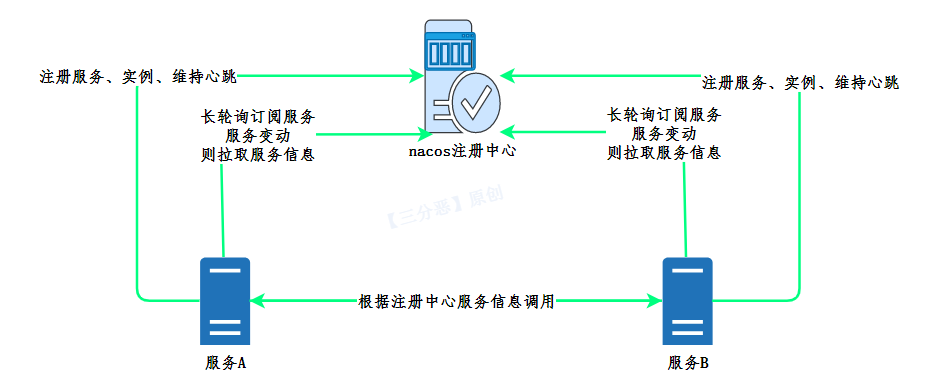 注册服务、实例、维持心跳
注册服务、实例、维持心跳
长轮询订阅服务
服务变动
则拉取服务信息
长轮询订阅服务
服务变动
则拉取服务信息
nacos注册中心
【三分恶】原创
根据注册中心服务信息调用
服务A
服务B